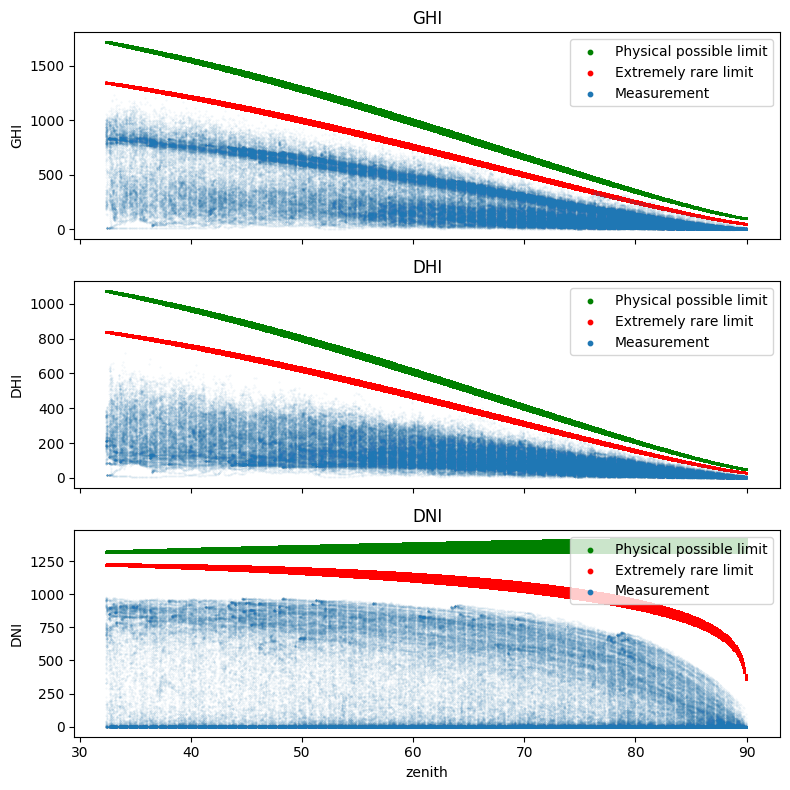 GHI
1500
1000
500
0
GHI
Physical possible limit
Extremely rare limit
Measurement
DHI
1000
800
600
400
200
0
DHI
Physical possible limit
Extremely rare limit
Measurement
DNI
1250
1000
750
500
250
0
DNI
Physical possible limit
Extremely rare limit
Measurement
30 40 50 60 70 80 90
zenith